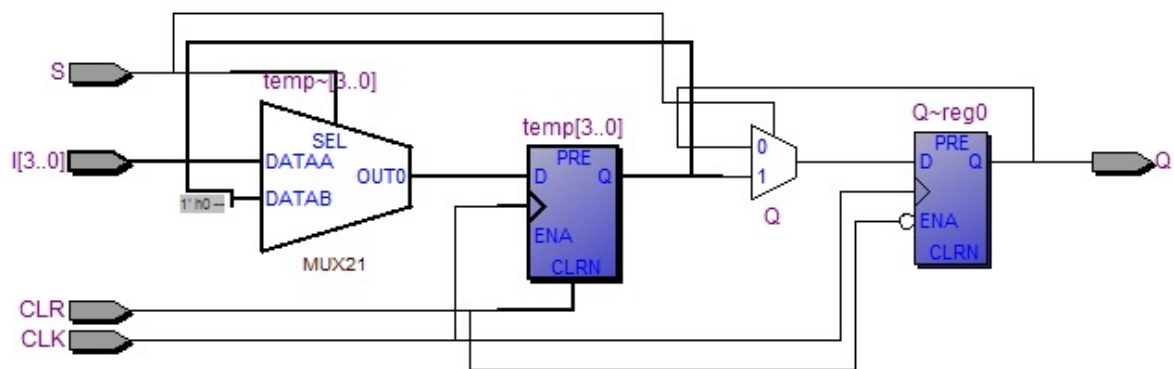 S
temp~[3..0]
SEL
I[3..0]
DATAA
OUT0
1' h0 --
DATAB
MUX21
temp[3..0]
PRE
D
Q
ENA
CLRN
0
1
Q
Q~reg0
PRE
D
Q
ENA
CLRN
Q
CLR
CLK